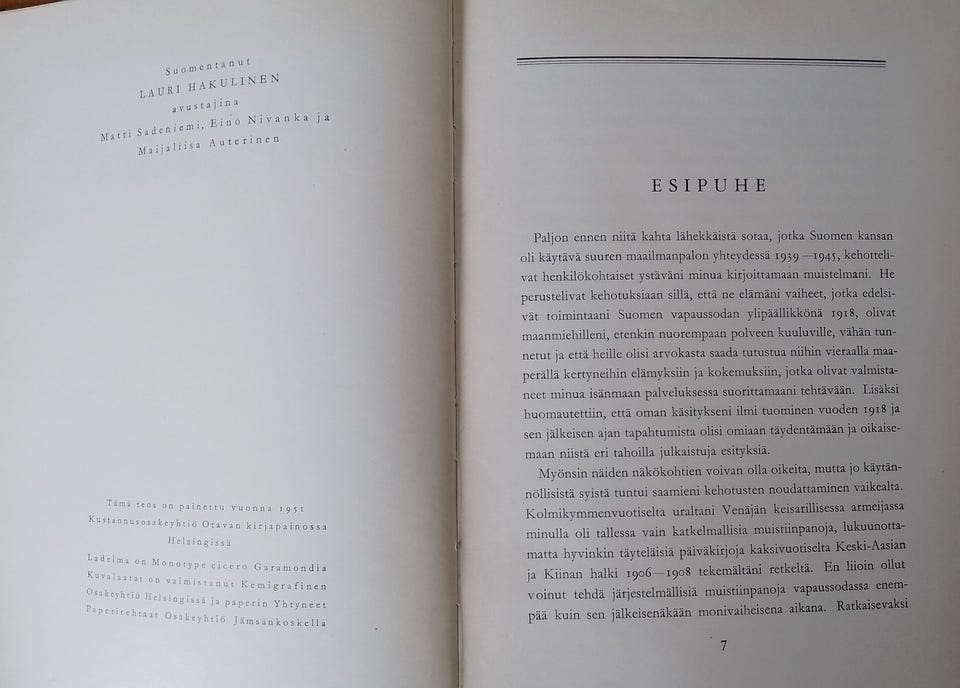 Suomentanut
LAURI HAKULINEN
avustajina
Matti Sadeniemi, Eino Nivanka ja
Maijaliisa Auterinen
Tämä teos on painettu vuonna 1951
Kustannusosakeyhtiö Otavan kirjapainossa
Helsingissä
Ladelma on Monotype cicero Garamondia
Kuvalaatat on valmistanut Kemigrafinen
Osakeyhtiö Helsingissä ja paperin Yhtyneet
Paperitehtaat Osakeyhtiö Jämsänkoskella
ESIPUHE
Paljon ennen niitä kahta lähekkäistä sotaa, jotka Suomen kansan
oli käytävä suuren maailmanpalon yhteydessä 1939—1945, kehotteli-
vat henkilökohtaiset ystäväni minua kirjoittamaan muistelmani. He
perustelivat kehotuksiaan sillä, että ne elämäni vaiheet, jotka edelsi-
vät toimintaani Suomen vapaussodan ylipäällikkönä 1918, olivat
maanmiehilleni, etenkin nuorempaan polveen kuuluville, vähän tun-
netut ja että heille olisi arvokasta saada tutustua niihin vieraalla maa-
perällä kertyneihin elämyksiin ja kokemuksiin, jotka olivat valmista-
neet minua isänmaan palveluksessa suorittamaani tehtävään. Lisäksi
huomautettiin, että oman käsitykseni ilmi tuominen vuoden 1918 ja
sen jälkeisen ajan tapahtumista olisi omiaan täydentämään ja oikaise-
maan niistä eri tahoilla julkaistuja esityksiä.
Myönsin näiden näkökohtien voivan olla oikeita, mutta jo käytän-
nöllisistä syistä tuntui saamieni kehotusten noudattaminen vaikealta.
Kolmikymmenvuotiselta uraltani Venäjän keisarillisessa armeijassa
minulla oli tallessa vain katkelmallisia muistiinpanoja, lukuunotta-
matta hyvinkin täyteläisiä päiväkirjoja kaksivuotiselta Keski-Aasian
ja Kiinan halki 1906—1908 tekemältäni retkeltä. En liioin ollut
voinut tehdä järjestelmällisiä muistiinpanoja vapaussodassa enem-
pää kuin sen jälkeisenäkään monivaiheisena aikana. Ratkaisevaksi
7